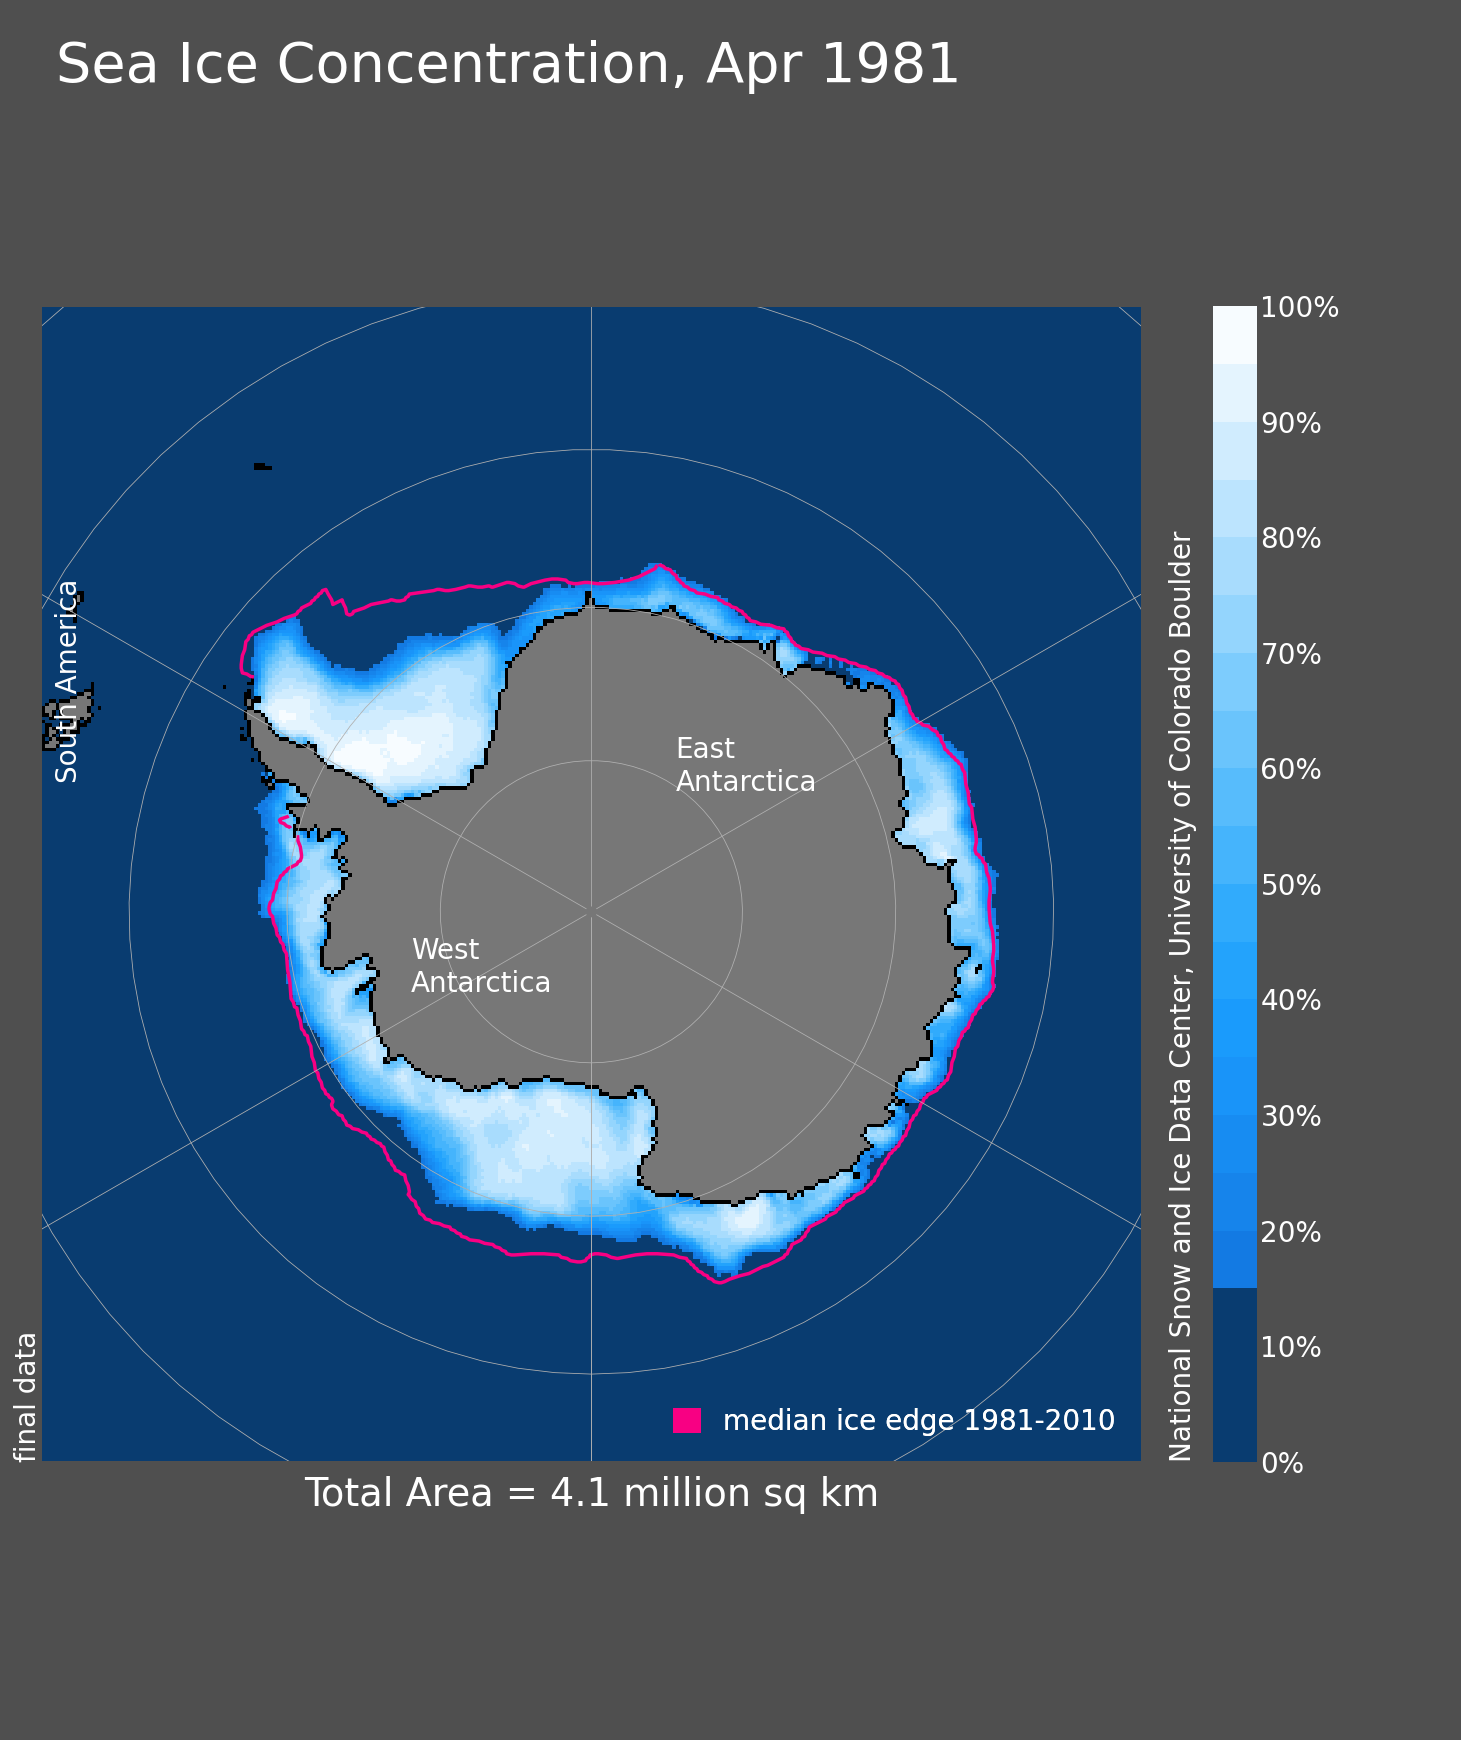 Sea Ice Concentration, Apr 1981
South America
East
Antarctica
West
Antarctica
median ice edge 1981-2010
final data
Total Area = 4.1 million sq km
National Snow and Ice Data Center, University of Colorado Boulder
100%
90%
80%
70%
60%
50%
40%
30%
20%
10%
0%